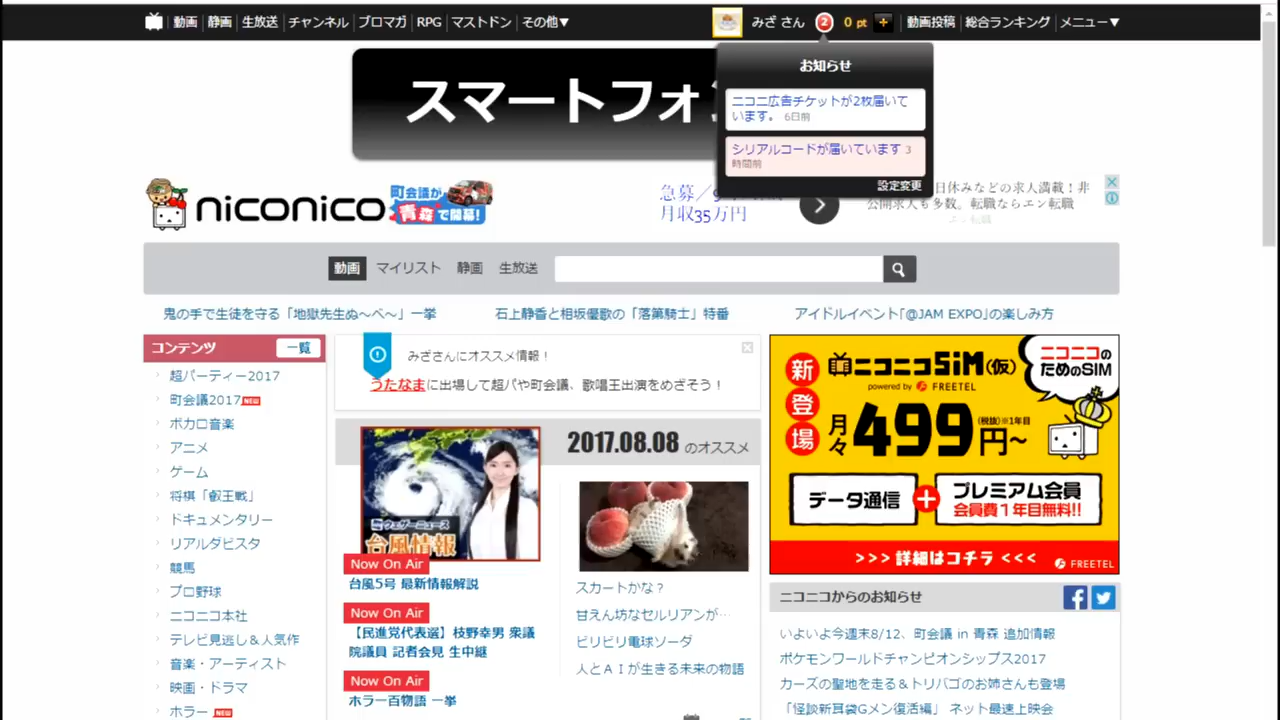 動画 静画 生放送 チャンネル ブロマガ RPG マストドン その他▼
みざ さん 2 0 pt + 動画投稿 総合ランキング メニュー▼
お知らせ
ニコニ広告チケットが2枚届いて
います。 6日前
シリアルコードが届いています 3
時間前
設定変更
スマートフォ
niconico
町会議が
青森で開幕!
急募／
月収35万円
日休みなどの求人満載！非
公開求人も多数。転職ならエン転職
エン転職
動画 マイリスト 静画 生放送
鬼の手で生徒を守る「地獄先生ぬ～べ～」一挙
石上静香と相坂優歌の「落第騎士」特番
アイドルイベント「@JAM EXPO」の楽しみ方
コンテンツ 一覧
超パーティー2017
町会議2017 NEW
ボカロ音楽
アニメ
ゲーム
将棋「叡王戦」
ドキュメンタリー
リアルダビスタ
競馬
プロ野球
ニコニコ本社
テレビ見逃し＆人気作
音楽・アーティスト
映画・ドラマ
ホラー NEW
みざさんにオススメ情報！
うたなまに出場して超パや町会議、歌唱王出演をめざそう！
2017.08.08 のオススメ
ウェザーニュース
台風情報
Now On Air
台風5号 最新情報解説
Now On Air
【民進党代表選】枝野幸男 衆議
院議員 記者会見 生中継
Now On Air
ホラー百物語 一挙
スカートかな？
甘えん坊なセルリアンが…
ビリビリ電球ソーダ
人とＡＩが生きる未来の物語
新登場
ニコニコSiM(仮)
powered by FREETEL
ニコニコの
ためのSIM
月々499円～
(税抜)※1年目
データ通信 + プレミアム会員
会員費1年目無料!!
>>> 詳細はコチラ <<<
FREETEL
ニコニコからのお知らせ
いよいよ今週末8/12、町会議 in 青森 追加情報
ポケモンワールドチャンピオンシップス2017
カーズの聖地を走る＆トリバゴのお姉さんも登場
「怪談新耳袋Gメン復活編」 ネット最速上映会